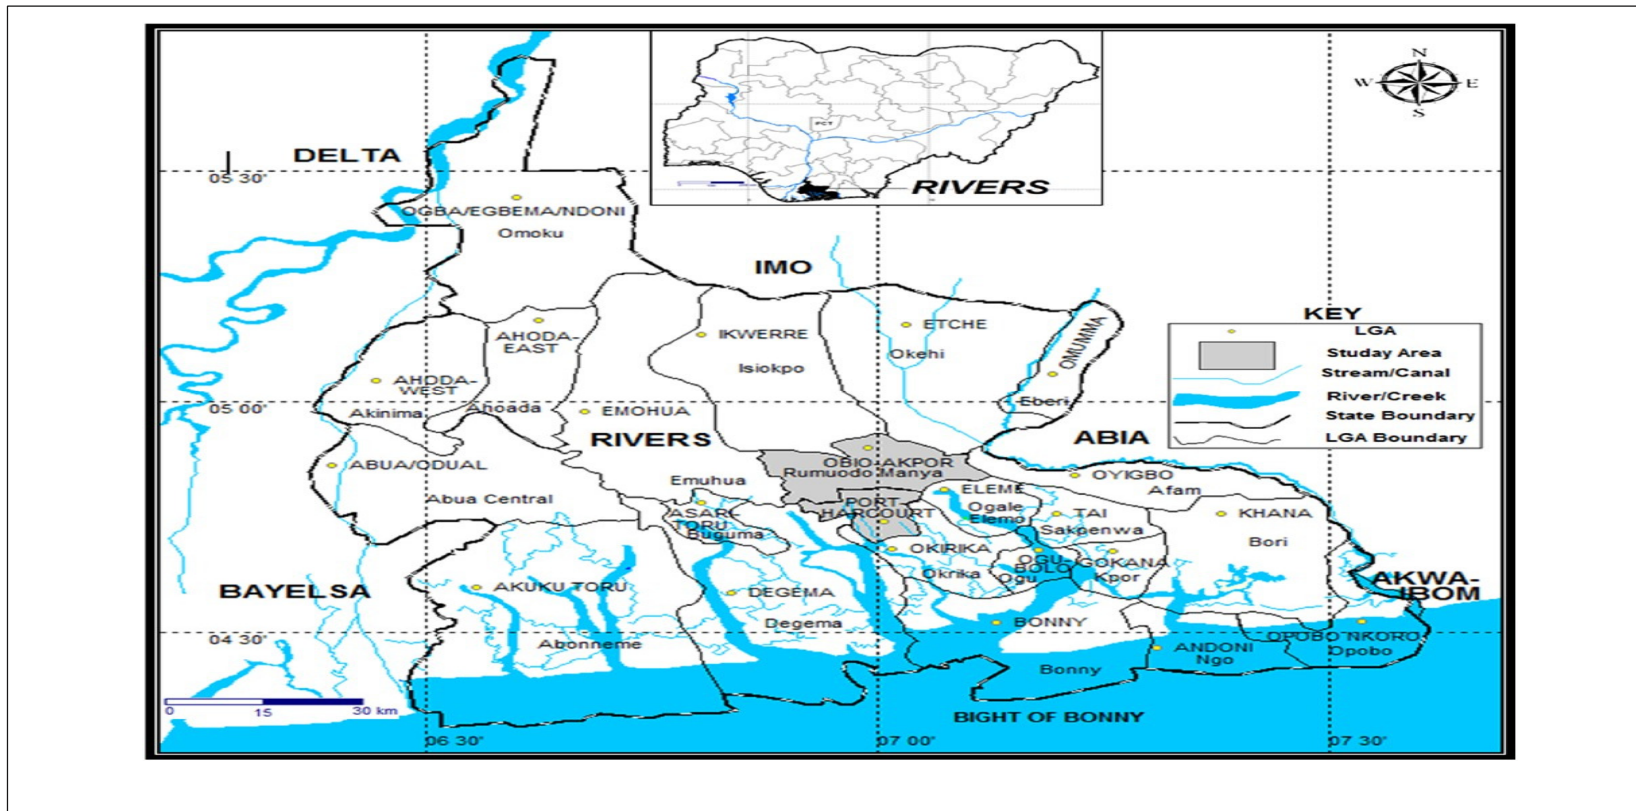 N
W E
S
FCT
RIVERS
DELTA
05 30'
OGBA/EGBEMA/NDONI
Omoku
IMO
KEY
LGA
Studay Area
Stream/Canal
River/Creek
State Boundary
LGA Boundary
AHODA-
EAST
IKWERRE
Isiokpo
ETCHE
Okehi
OMUMMA
Eberi
AHODA-
WEST
Akinima
Ahoada
05 00'
EMOHUA
RIVERS
ABIA
ABUA/ODUAL
Abua Central
Emuhua
OBIO-AKPOR
Rumuodo Manya
PORT-
HARCOURT
ELEME
Ogale
Elemo
OYIGBO
Afam
ASARI-
TORU
Buguma
TAI
Sakpenwa
KHANA
Bori
OKIRIKA
Okrika
OGU-
BOLO
Ogu
GOKANA
Kpor
BAYELSA
AKUKU TORU
Abonneme
DEGEMA
Degema
AKWA-
IBOM
04 30'
BONNY
Bonny
ANDONI
Ngo
OPOBO NKORO
Opobo
0 15 30 km
BIGHT OF BONNY
06 30'
07 00'
07 30'